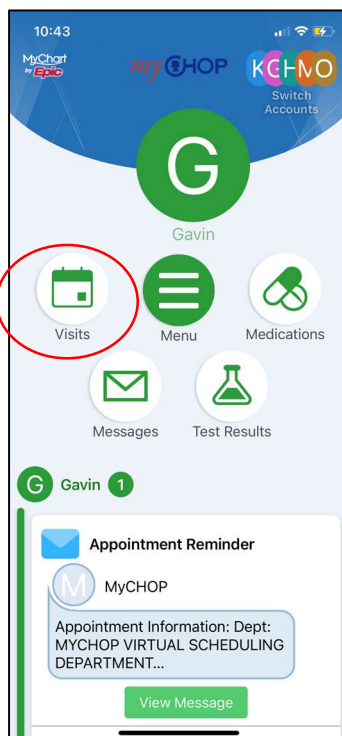 10:43
MyChart
by Epic
myCHOP
KGHMO
Switch
Accounts
G
Gavin
Visits
Menu
Medications
Messages
Test Results
G Gavin 1
Appointment Reminder
M MyCHOP
Appointment Information: Dept:
MYCHOP VIRTUAL SCHEDULING
DEPARTMENT...
View Message